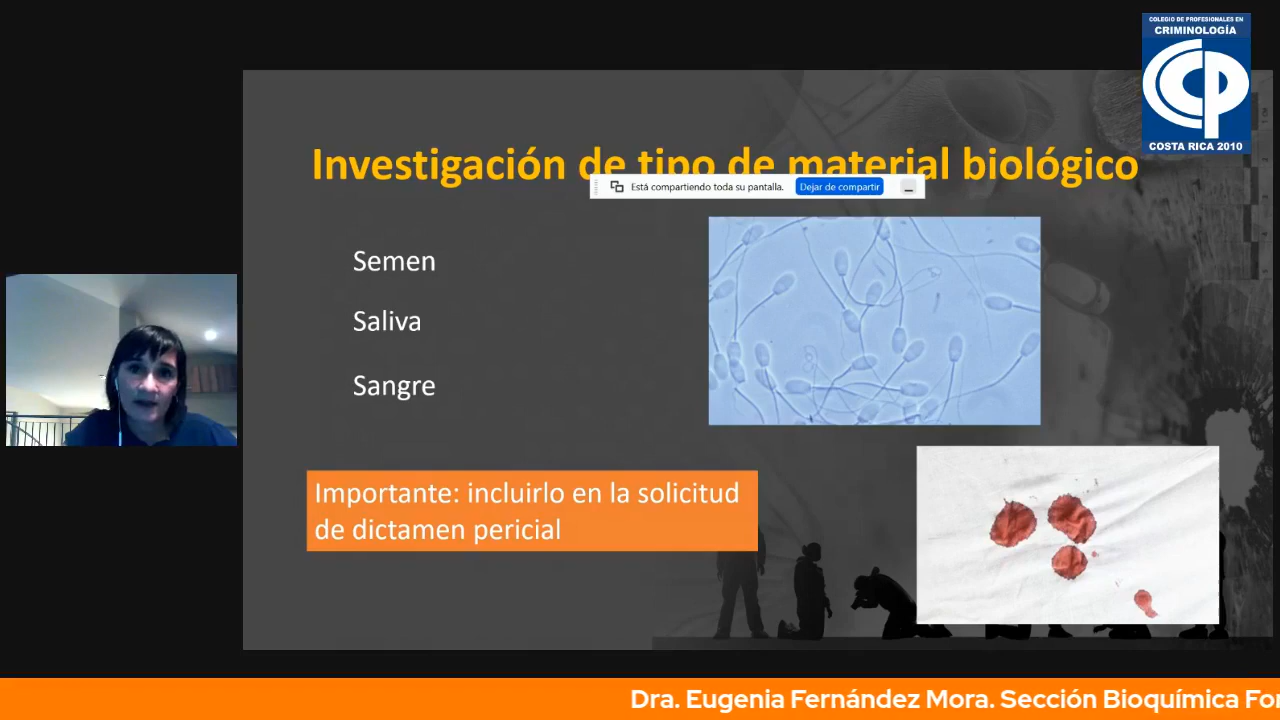 COLEGIO DE PROFESIONALES EN
CRIMINOLOGÍA
COSTA RICA 2010
Investigación de tipo de material biológico
Está compartiendo toda su pantalla. Dejar de compartir
Semen
Saliva
Sangre
Importante: incluirlo en la solicitud
de dictamen pericial
Dra. Eugenia Fernández Mora. Sección Bioquímica For